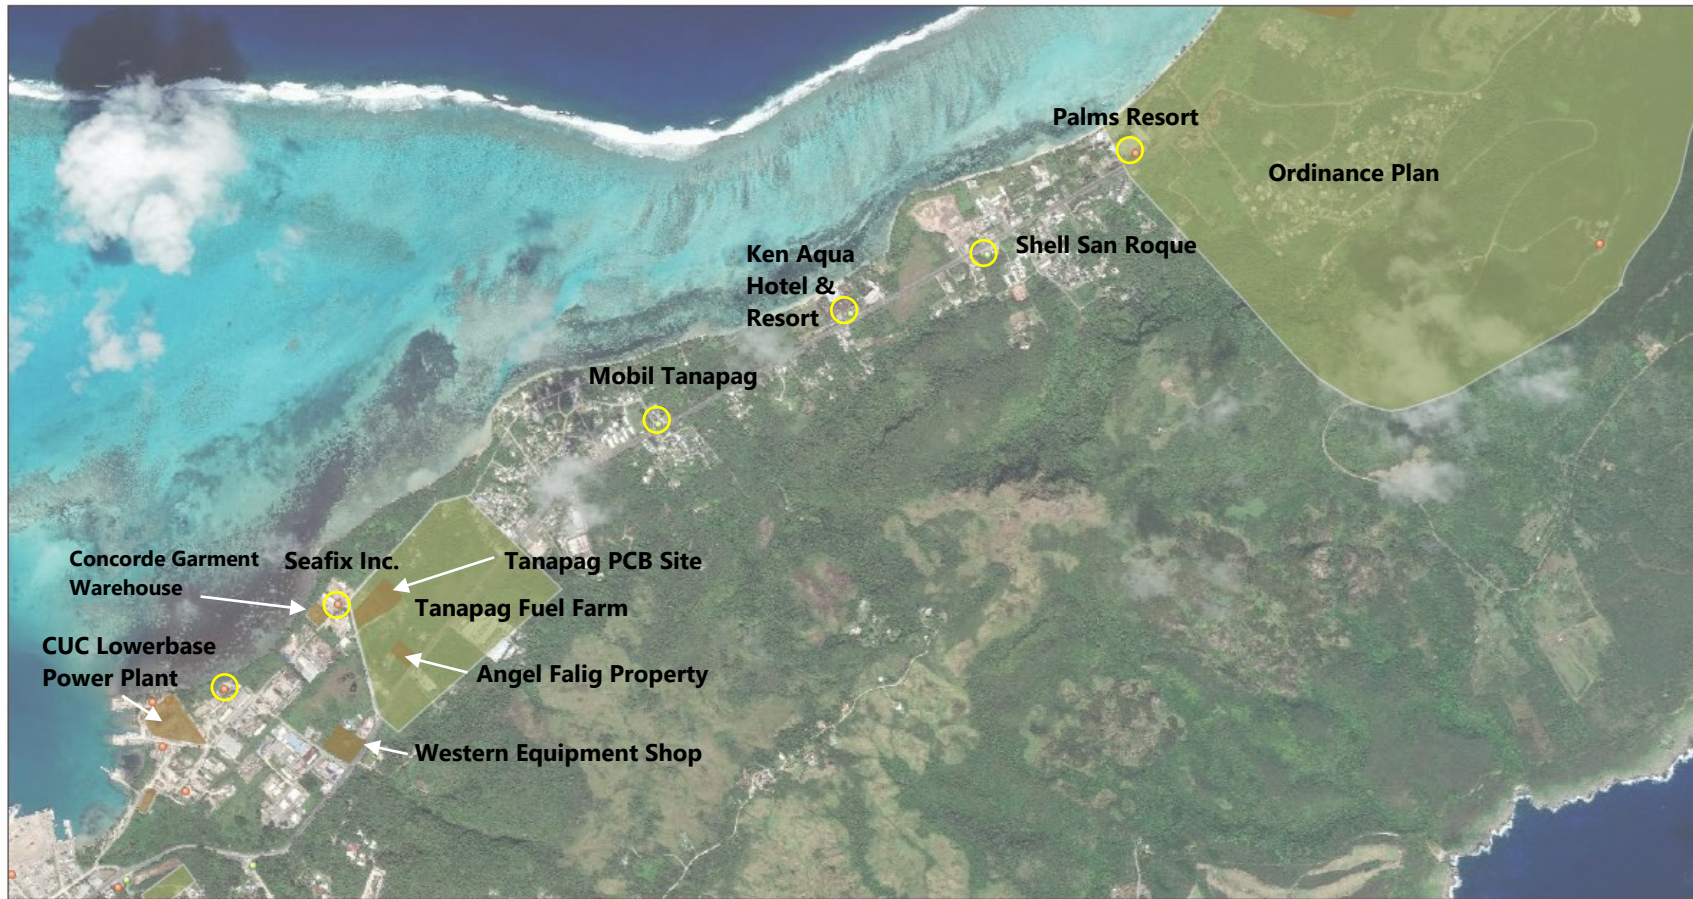 Palms Resort
Ordinance Plan
Shell San Roque
Ken Aqua
Hotel &
Resort
Mobil Tanapag
Concorde Garment
Warehouse
Seafix Inc.
Tanapag PCB Site
Tanapag Fuel Farm
CUC Lowerbase
Power Plant
Angel Falig Property
Western Equipment Shop